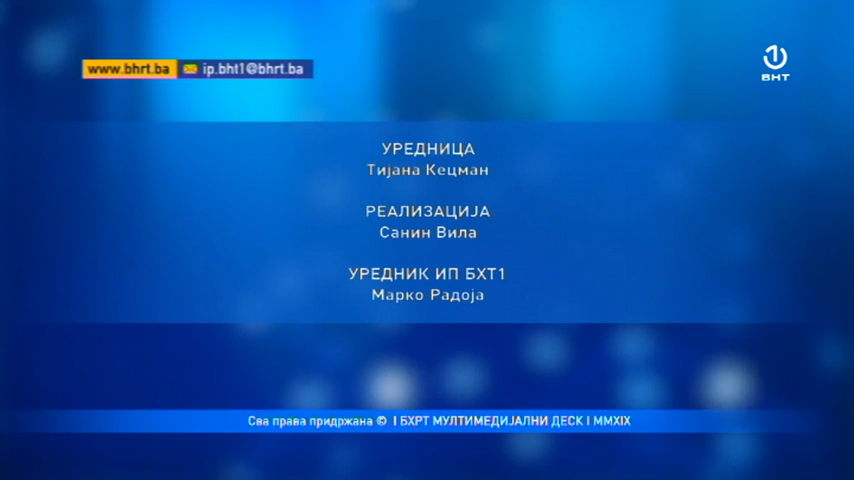 www.bhrt.ba ip.bht1@bhrt.ba
1
BHT
УРЕДНИЦА
Тијана Кецман
РЕАЛИЗАЦИЈА
Санин Вила
УРЕДНИК ИП БХТ1
Марко Радоја
Сва права придржана © I БХРТ МУЛТИМЕДИЈАЛНИ ДЕСК I MMXIX